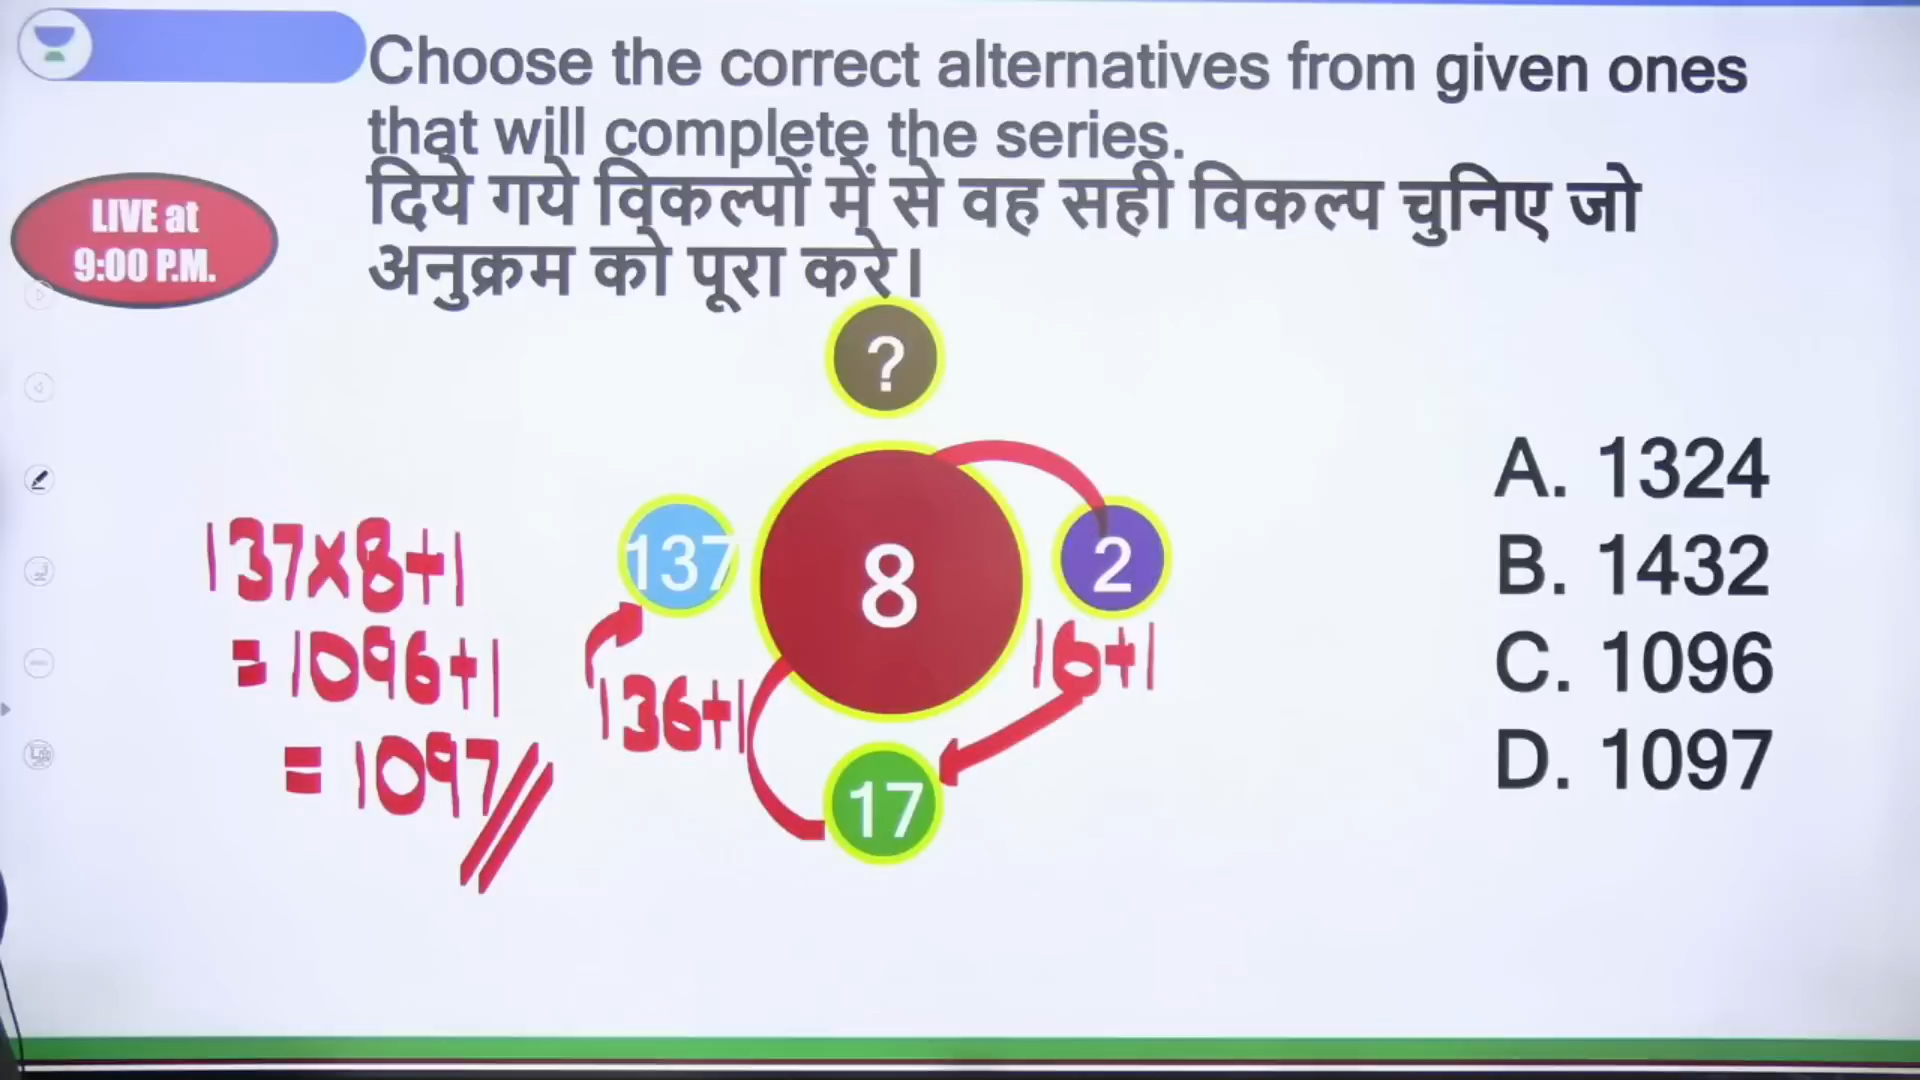 Choose the correct alternatives from given ones
that will complete the series.
दिये गये विकल्पों में से वह सही विकल्प चुनिए जो
अनुक्रम को पूरा करे।
LIVE at
9:00 P.M.
?
137
8
2
17
16+1
136+1
137×8+1
=1096+1
=1097
A. 1324
B. 1432
C. 1096
D. 1097